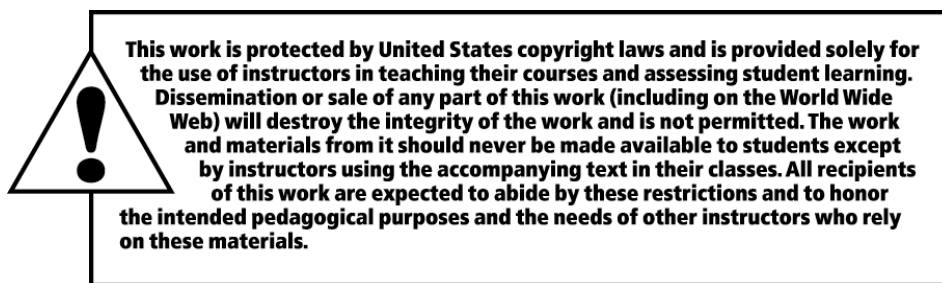 This work is protected by United States copyright laws and is provided solely for
the use of instructors in teaching their courses and assessing student learning.
Dissemination or sale of any part of this work (including on the World Wide
Web) will destroy the integrity of the work and is not permitted. The work
and materials from it should never be made available to students except
by instructors using the accompanying text in their classes. All recipients
of this work are expected to abide by these restrictions and to honor
the intended pedagogical purposes and the needs of other instructors who rely
on these materials.